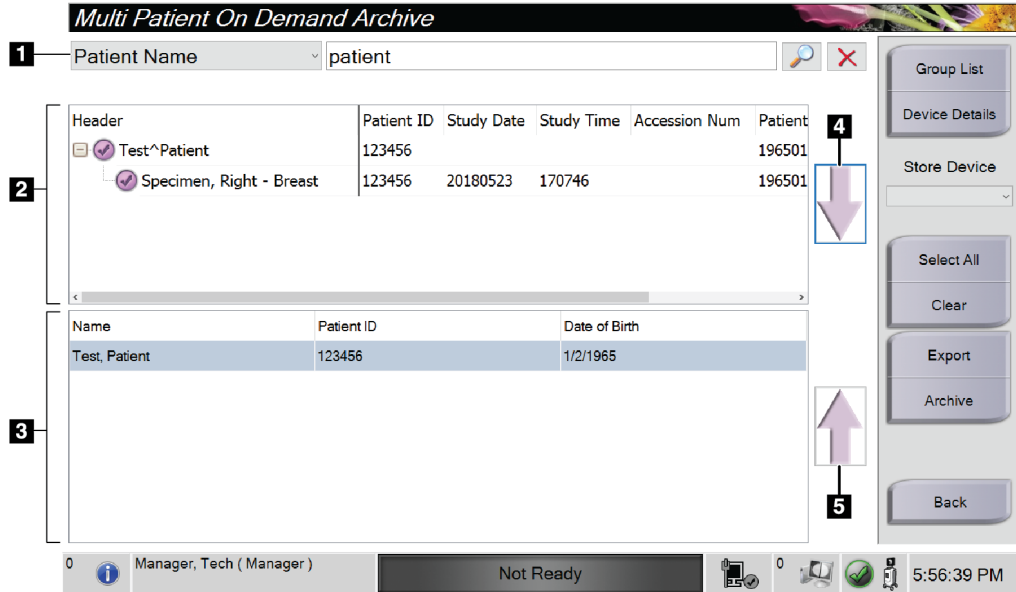 Multi Patient On Demand Archive
1
Patient Name
patient
Group List
Device Details
Store Device
Select All
Clear
Export
Archive
Back
2
Header Patient ID Study Date Study Time Accession Num Patient
Test^Patient 123456 196501
Specimen, Right - Breast 123456 20180523 170746 196501
4
3
Name Patient ID Date of Birth
Test, Patient 123456 1/2/1965
5
0 Manager, Tech ( Manager ) Not Ready 0 5:56:39 PM